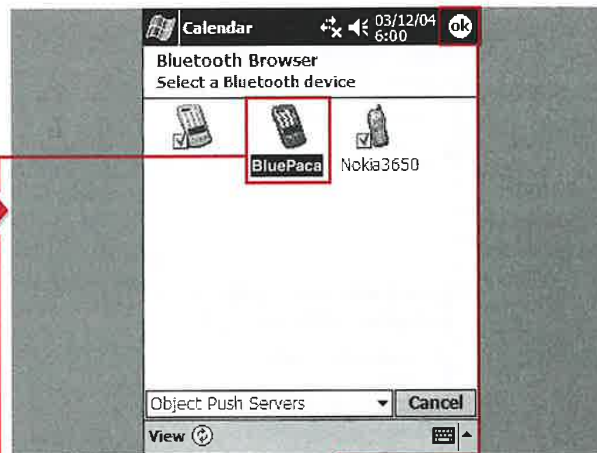 Calendar 03/12/04
6:00 ok
Bluetooth Browser
Select a Bluetooth device
BluePaca Nokia3650
Object Push Servers Cancel
View